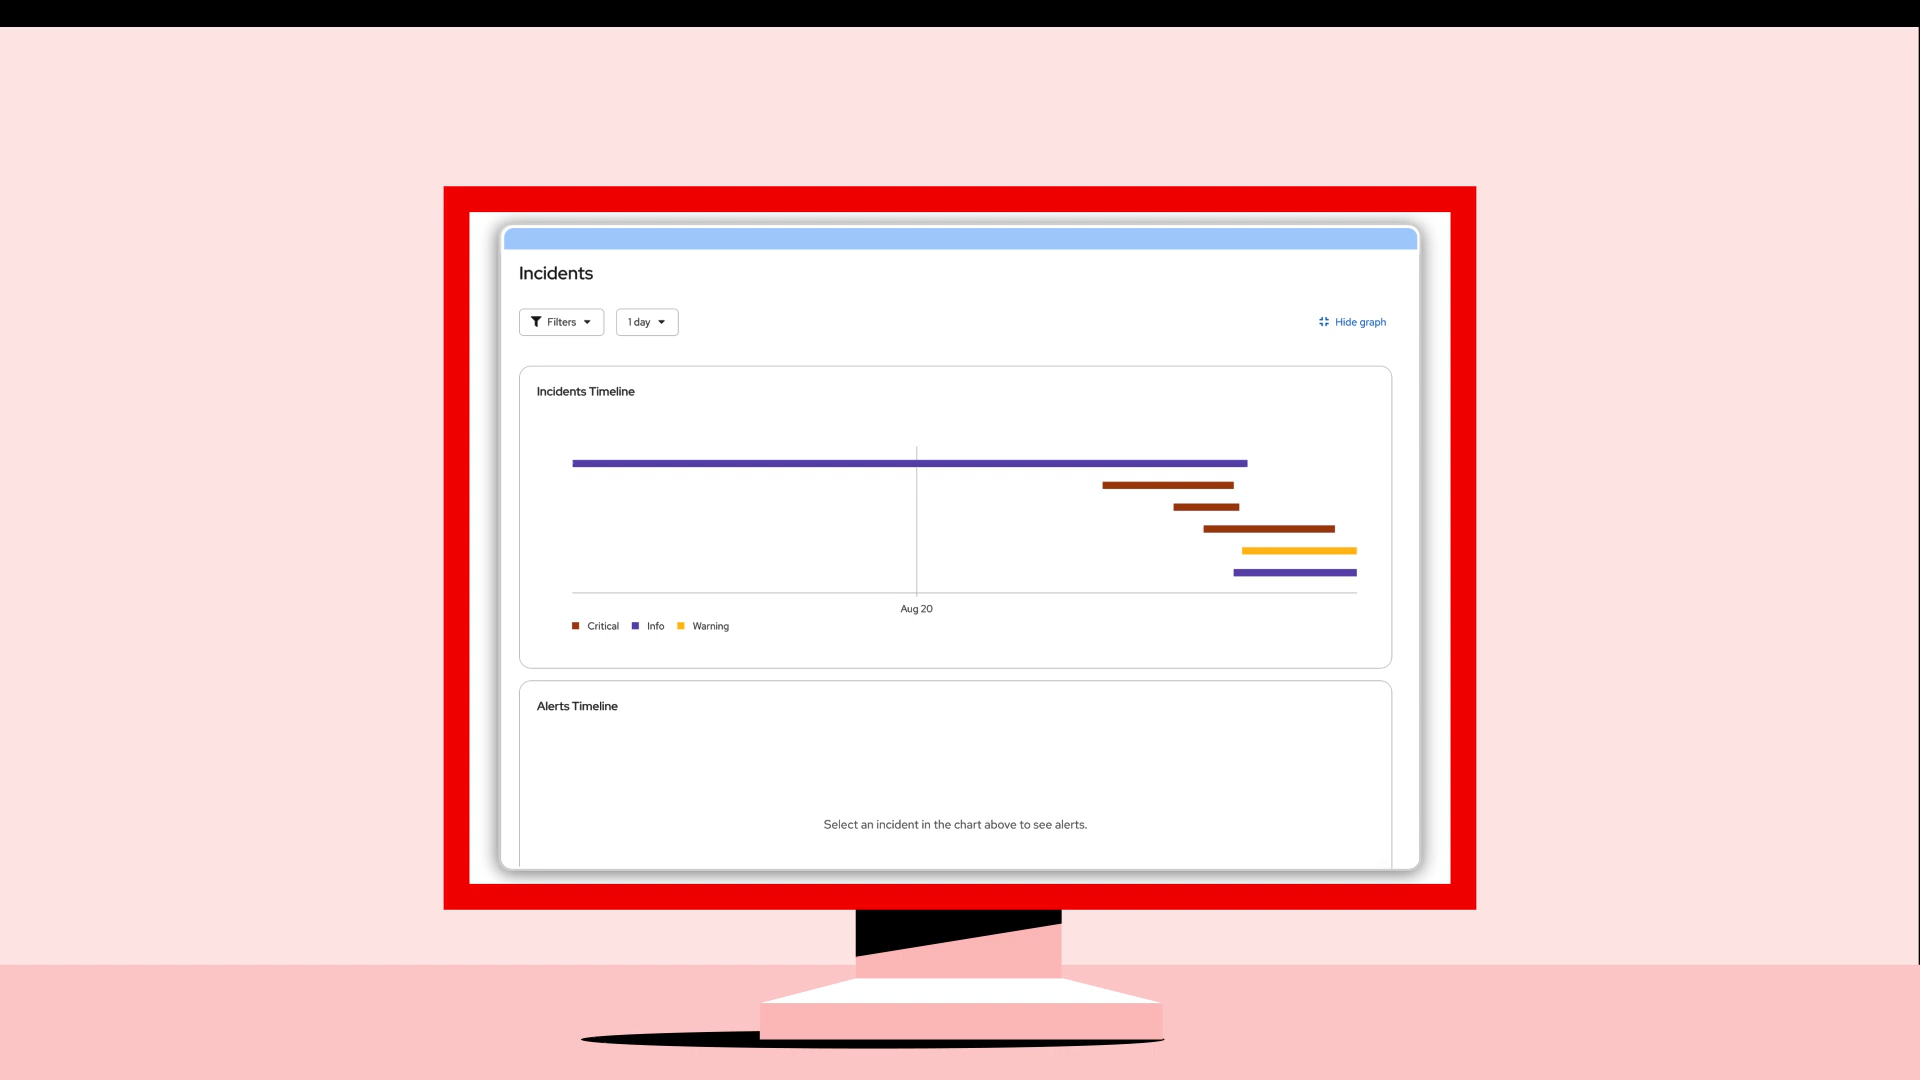 Incidents
Filters 1 day Hide graph
Incidents Timeline
Aug 20
Critical Info Warning
Alerts Timeline
Select an incident in the chart above to see alerts.